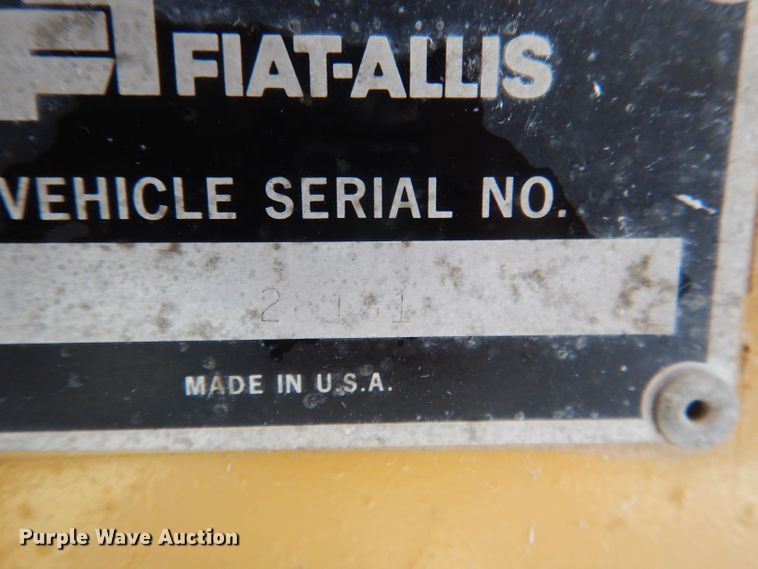 FIAT-ALLIS
VEHICLE SERIAL NO.
MADE IN U.S.A.
Purple Wave Auction